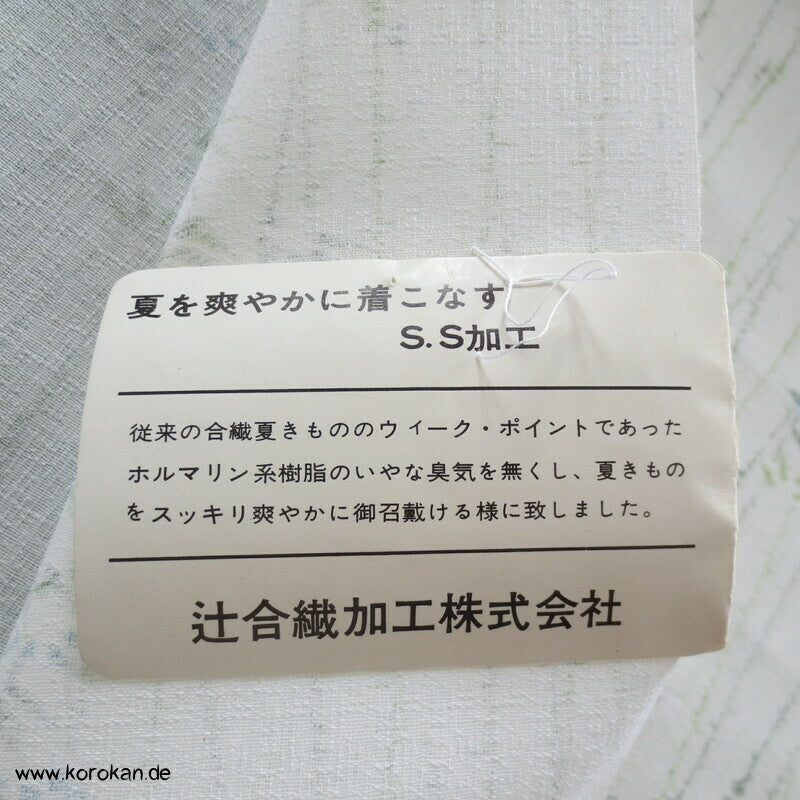 夏を爽やかに着こなす
S.S加工
従来の合繊夏きもののウィーク・ポイントであった
ホルマリン系樹脂のいやな臭気を無くし、夏きもの
をスッキリ爽やかに御召戴ける様に致しました。
辻合繊加工株式会社
www.korokan.de